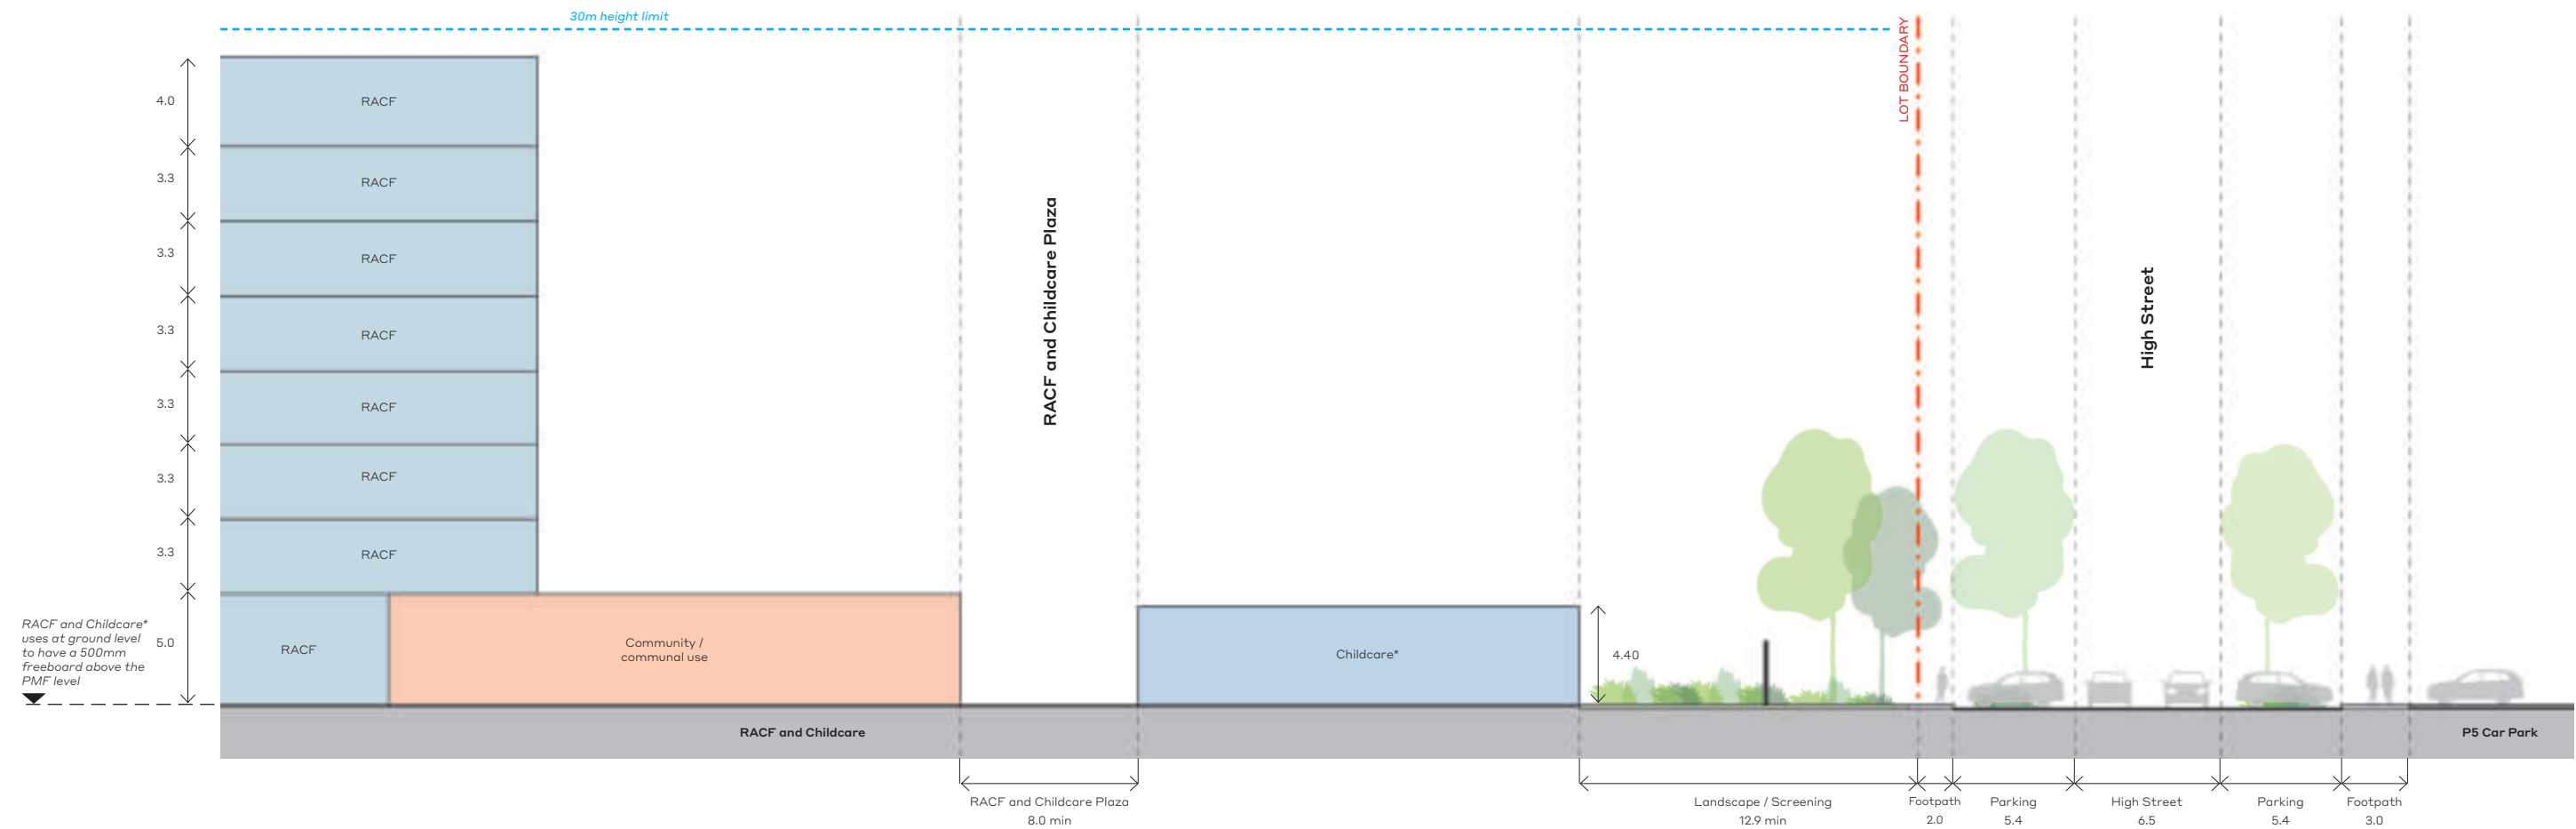 30m height limit
LOT BOUNDARY
4.0
RACF
3.3
RACF
3.3
RACF
3.3
RACF
3.3
RACF
3.3
RACF
3.3
RACF
RACF and Childcare Plaza
High Street
RACF and Childcare*
uses at ground level
to have a 500mm
freeboard above the
PMF level
5.0
RACF
Community /
communal use
Childcare*
4.40
RACF and Childcare
P5 Car Park
RACF and Childcare Plaza
8.0 min
Landscape / Screening
12.9 min
Footpath
2.0
Parking
5.4
High Street
6.5
Parking
5.4
Footpath
3.0